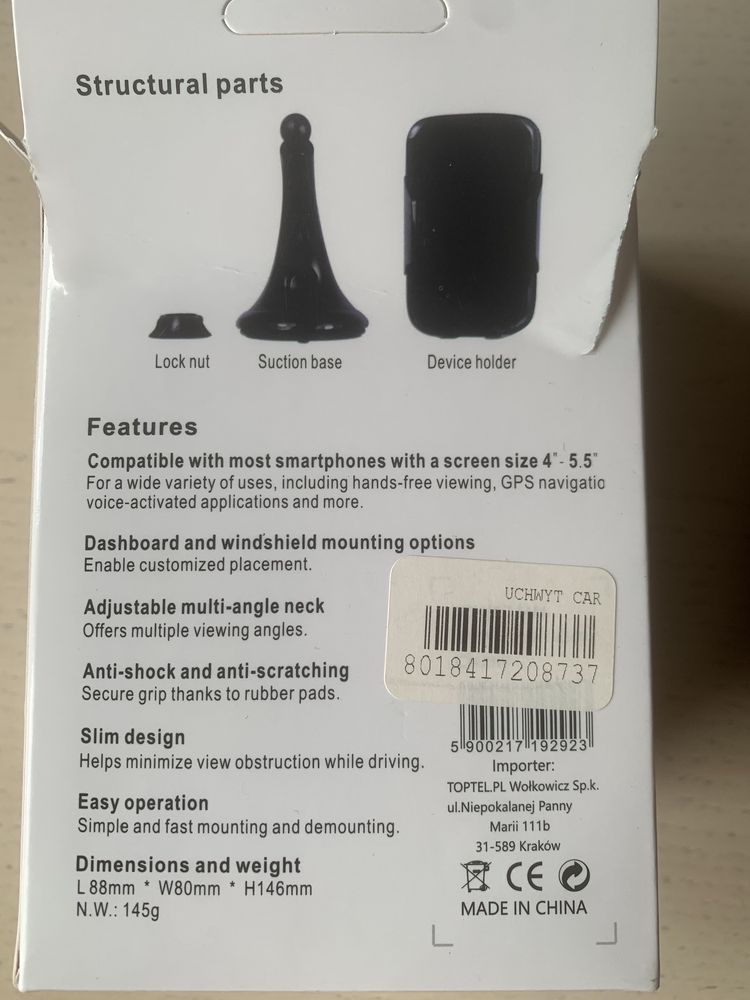 Structural parts
Lock nut
Suction base
Device holder
Features
Compatible with most smartphones with a screen size 4" - 5.5"
For a wide variety of uses, including hands-free viewing, GPS navigatio
voice-activated applications and more.
Dashboard and windshield mounting options
Enable customized placement.
Adjustable multi-angle neck
Offers multiple viewing angles.
Anti-shock and anti-scratching
Secure grip thanks to rubber pads.
Slim design
Helps minimize view obstruction while driving.
Easy operation
Simple and fast mounting and demounting.
Dimensions and weight
L 88mm * W80mm * H146mm
N.W.: 145g
UCHWYT CAR
8018417208737
5 900217 192923
Importer:
TOPTEL.PL Wołkowicz Sp.k.
ul.Niepokalanej Panny
Marii 111b
31-589 Kraków
CE
MADE IN CHINA